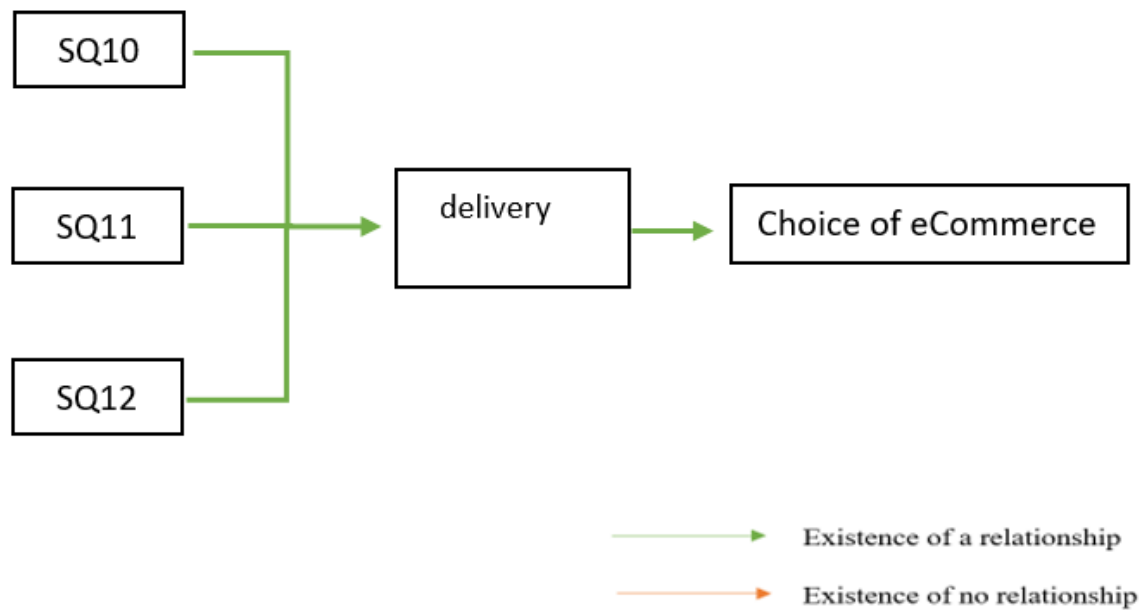 SQ10
SQ11
delivery
Choice of eCommerce
SQ12
Existence of a relationship
Existence of no relationship